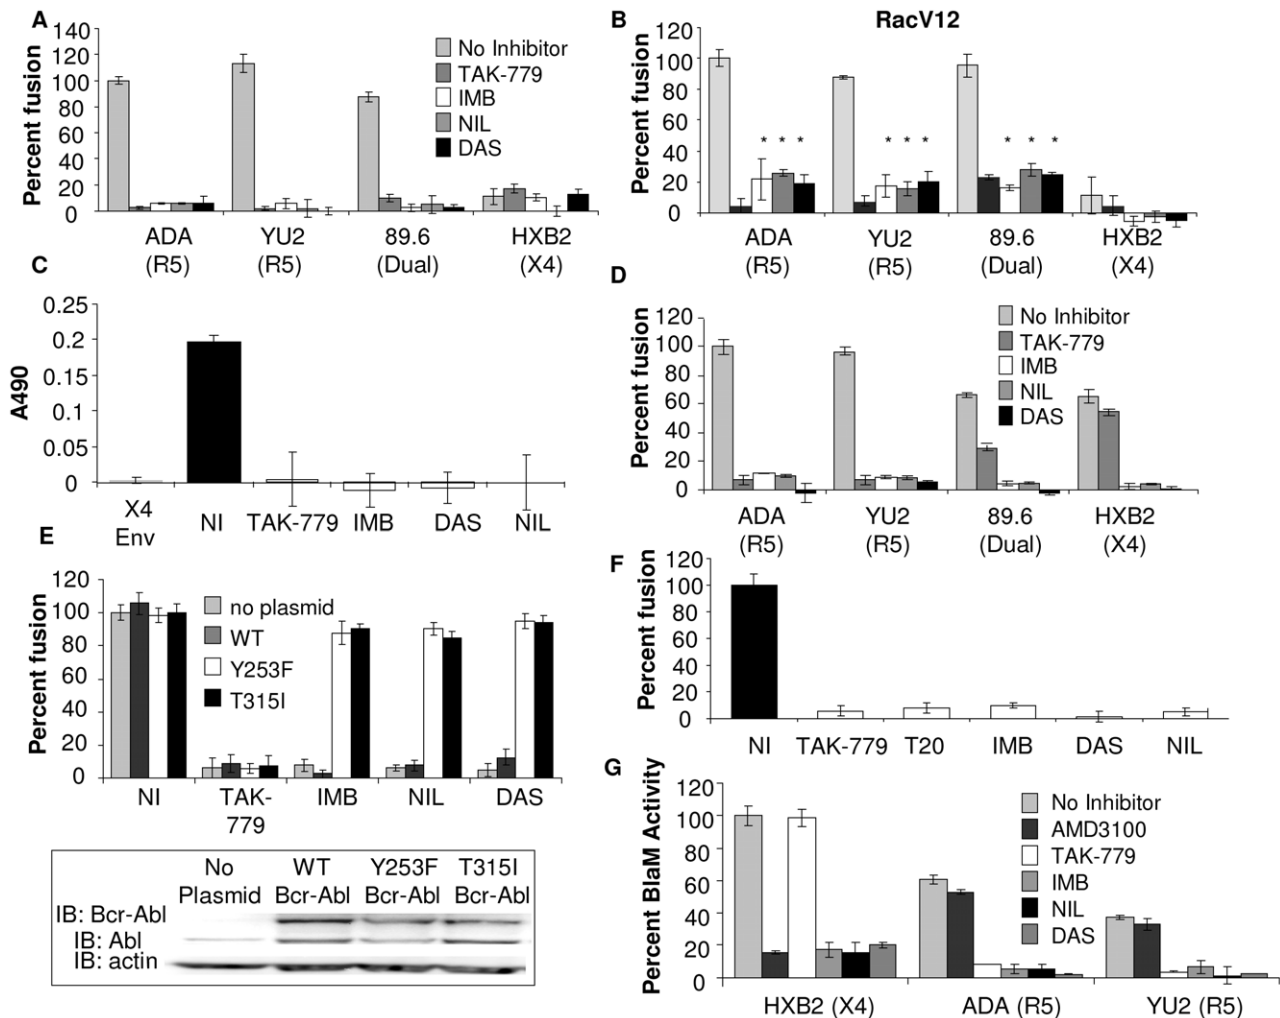 A
Percent fusion
140
120
100
80
60
40
20
0
No Inhibitor
TAK-779
IMB
NIL
DAS
ADA
(R5)
YU2
(R5)
89.6
(Dual)
HXB2
(X4)
B
RacV12
Percent fusion
120
100
80
60
40
20
0
* * *
* * *
* * *
ADA
(R5)
YU2
(R5)
89.6
(Dual)
HXB2
(X4)
C
A490
0.25
0.2
0.15
0.1
0.05
0
X4
Env
NI
TAK-779
IMB
DAS
NIL
D
Percent fusion
120
100
80
60
40
20
0
No Inhibitor
TAK-779
IMB
NIL
DAS
ADA
(R5)
YU2
(R5)
89.6
(Dual)
HXB2
(X4)
E
Percent fusion
120
100
80
60
40
20
0
no plasmid
WT
Y253F
T315I
NI
TAK-
779
IMB
NIL
DAS
No
Plasmid
WT
Bcr-Abl
Y253F
Bcr-Abl
T315I
Bcr-Abl
IB: Bcr-Abl
IB: Abl
IB: actin
F
Percent fusion
120
100
80
60
40
20
0
NI
TAK-779
T20
IMB
DAS
NIL
G
Percent BlaM Activity
120
100
80
60
40
20
0
No Inhibitor
AMD3100
TAK-779
IMB
NIL
DAS
HXB2 (X4)
ADA (R5)
YU2 (R5)